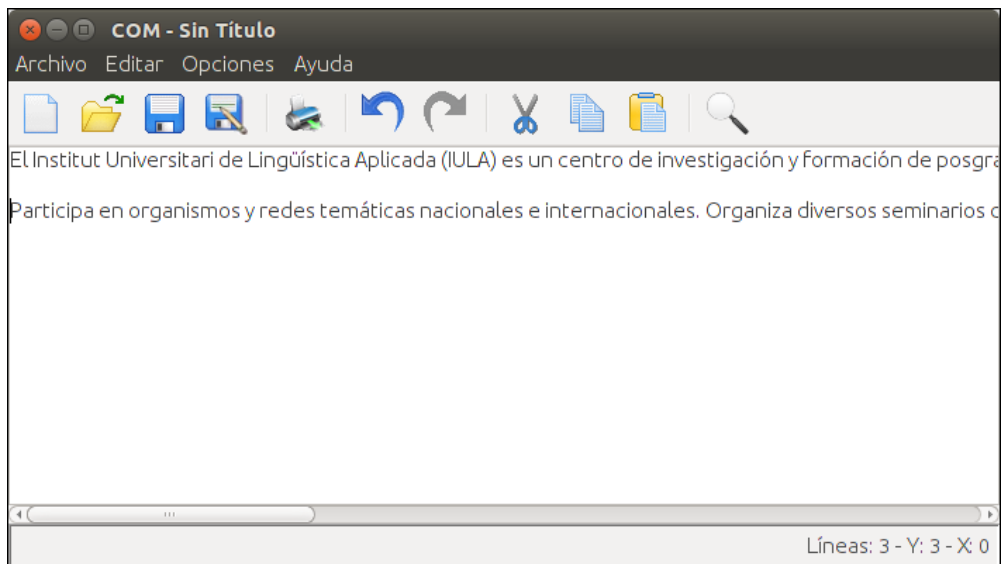 COM - Sin Título
Archivo Editar Opciones Ayuda
El Institut Universitari de Lingüística Aplicada (IULA) es un centro de investigación y formación de posgra
Participa en organismos y redes temáticas nacionales e internacionales. Organiza diversos seminarios
Líneas: 3 - Y: 3 - X: 0